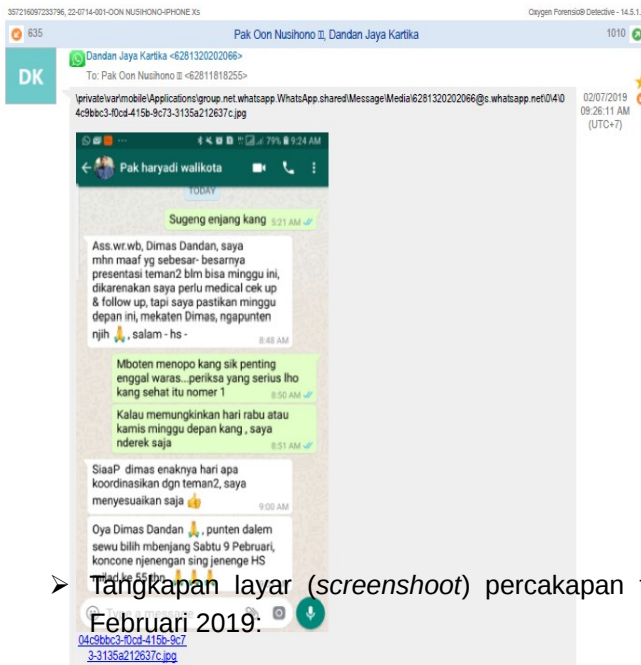 357216097233796, 22-0714-001-OON NUSIHONO-IPHONE Xs
Oxygen Forensic® Detective - 14.5.1.
635
Pak Oon Nusihono, Dandan Jaya Kartika
1010
DK
Dandan Jaya Kartika <6281320202066>
To: Pak Oon Nusihono <62811818255>
\private\var\mobile\Applications\group.net.whatsapp.WhatsApp.shared\Message\Media\6281320202066@s.whatsapp.net\0\4\0
4c9bbc3-f0cd-415b-9c73-3135a212637c.jpg
02/07/2019
09:26:11 AM
(UTC+7)
79% 9:24 AM
Pak haryadi walikota
TODAY
Sugeng enjang kang 5:21 AM
Ass.wr.wb, Dimas Dandan, saya
mhn maaf yg sebesar- besarnya
presentasi teman2 blm bisa minggu ini,
dikarenakan saya perlu medical cek up
& follow up, tapi saya pastikan minggu
depan ini, mekaten Dimas, ngapunten
njih 🙏, salam - hs -
8:48 AM
Mboten menopo kang sik penting
enggal waras...periksa yang serius lho
kang sehat itu nomer 1 8:50 AM
Kalau memungkinkan hari rabu atau
kamis minggu depan kang , saya
nderek saja 8:51 AM
SiaaP dimas enaknya hari apa
koordinasikan dgn teman2, saya
menyesuaikan saja 👍 9:00 AM
Oya Dimas Dandan 🙏, punten dalem
sewu bilih mbenjang Sabtu 9 Pebruari,
koncone njenengan sing jenenge HS
milad ke 55 thn
Type a message
➢ Tangkapan layar (screenshoot) percakapan
Februari 2019:
04c9bbc3-f0cd-415b-9c7
3-3135a212637c.jpg